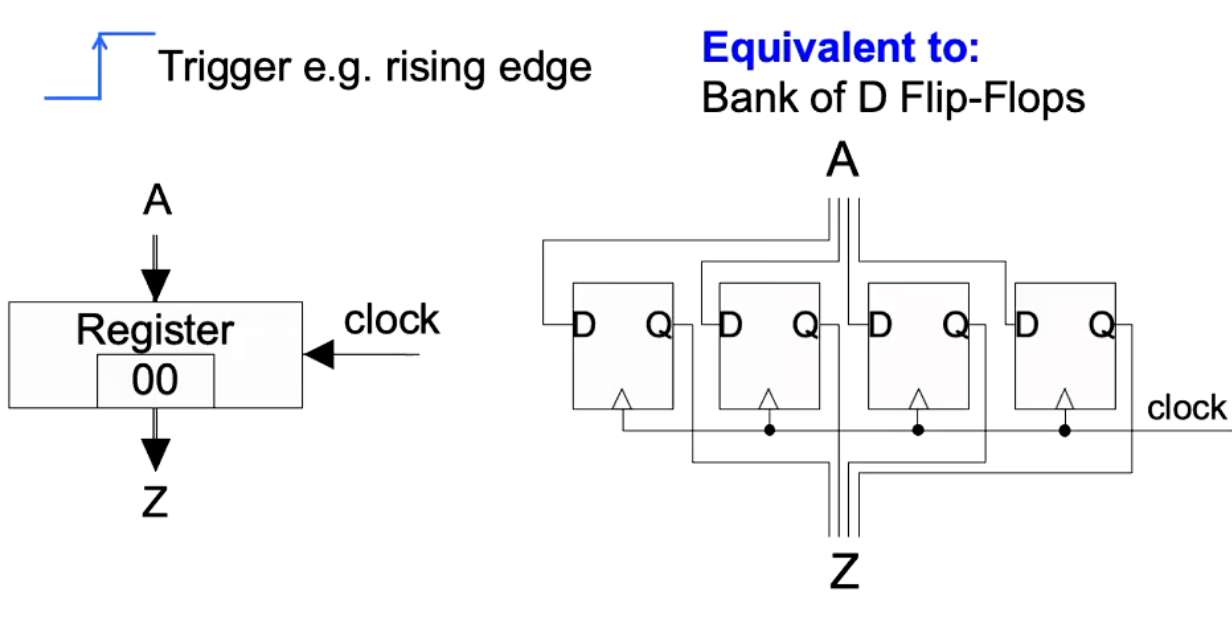 Trigger e.g. rising edge
Equivalent to:
Bank of D Flip-Flops
A
Register
00
clock
Z
A
D Q D Q D Q D Q
clock
Z